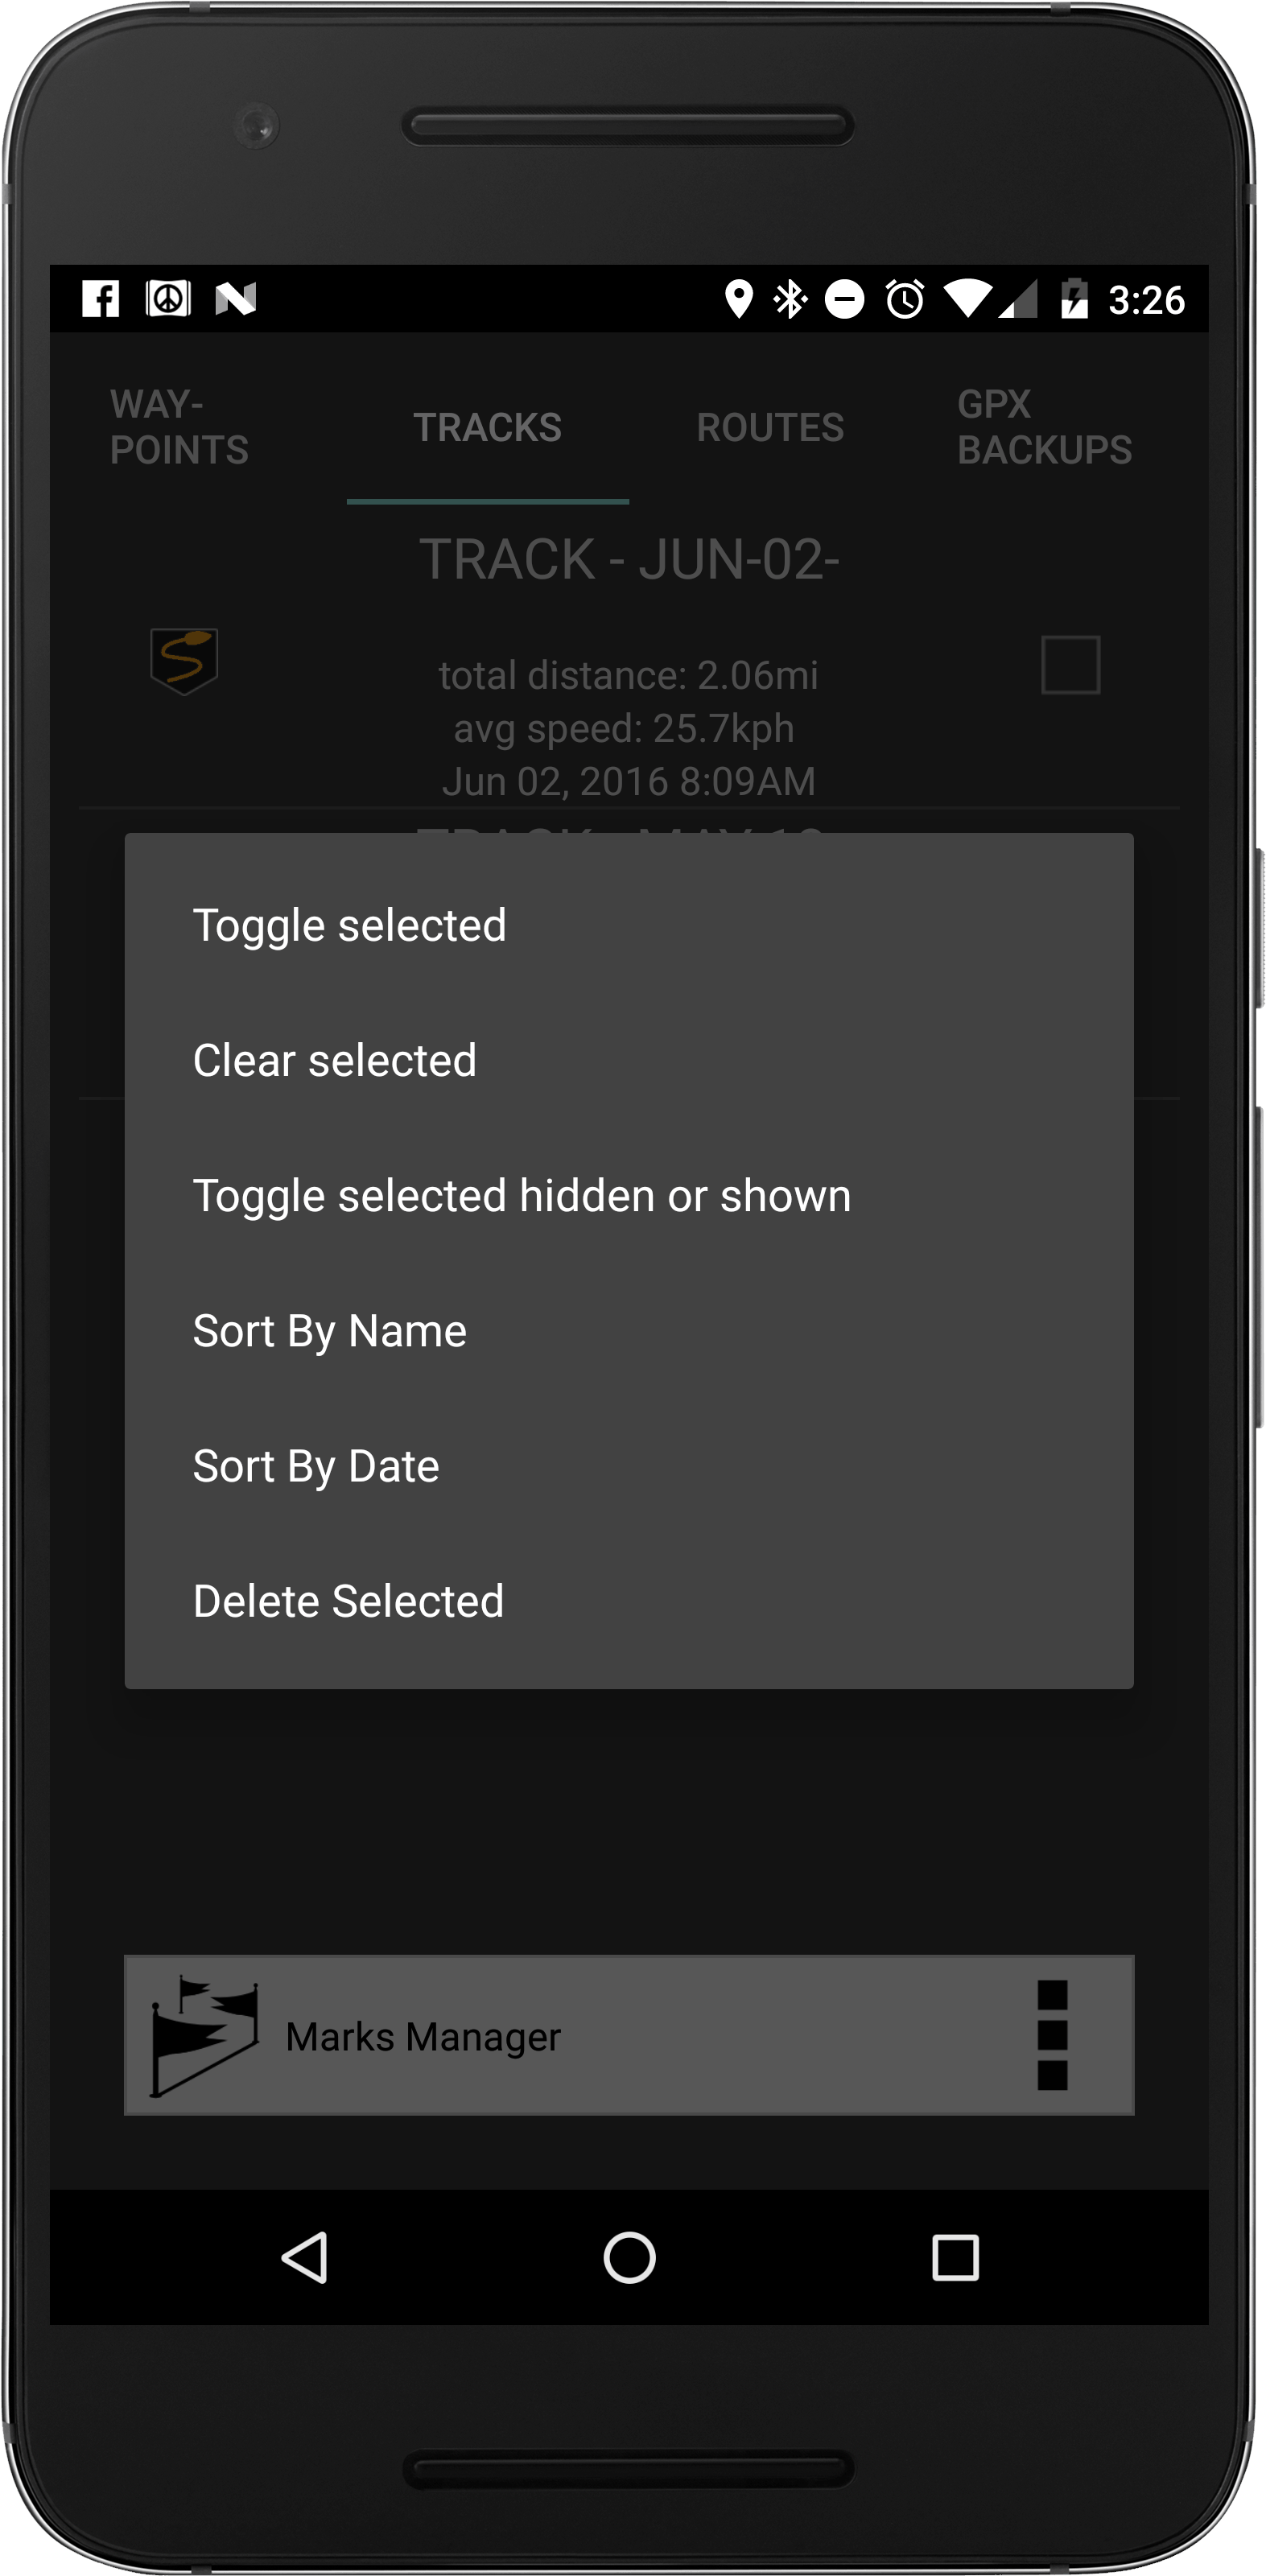 3:26
WAY-
POINTS
TRACKS
ROUTES
GPX
BACKUPS
TRACK - JUN-02-
total distance: 2.06mi
avg speed: 25.7kph
Jun 02, 2016 8:09AM
Toggle selected
Clear selected
Toggle selected hidden or shown
Sort By Name
Sort By Date
Delete Selected
Marks Manager